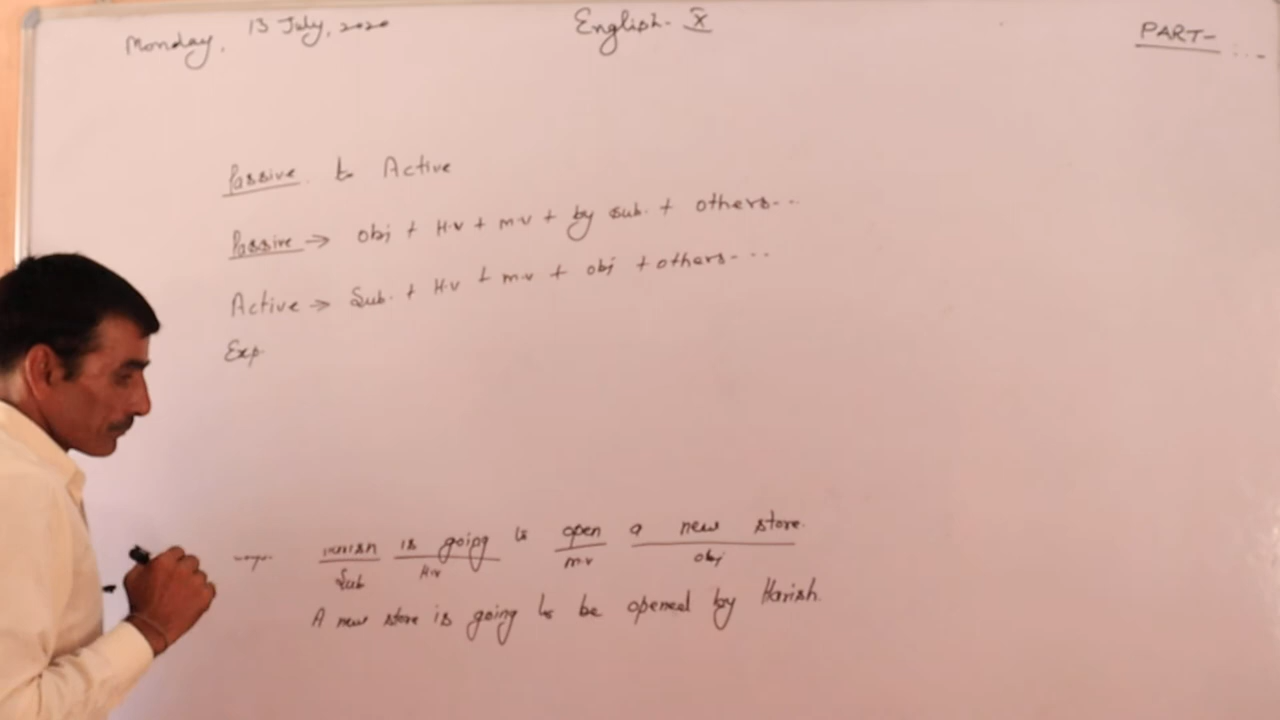 Monday, 13 July, 2020
English - X
PART-
Passive to Active
Passive → Obj + H.v + m.v + by sub. + others---
Active → Sub. + H.v + m.v + obj + others----
Exp.
is going to open a new store.
Sub H.v m.v obj
A new store is going to be opened by Harish.